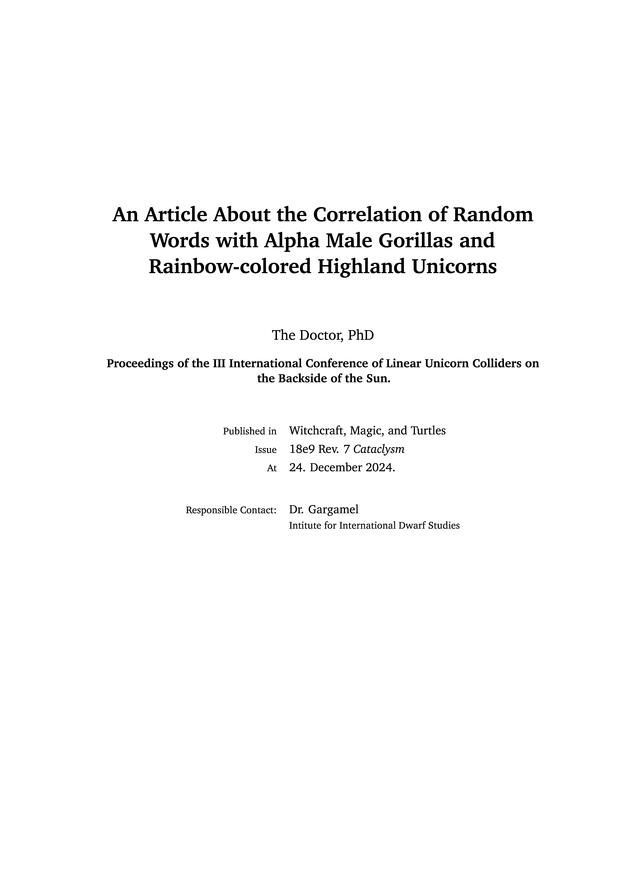 An Article About the Correlation of Random
Words with Alpha Male Gorillas and
Rainbow-colored Highland Unicorns
The Doctor, PhD
Proceedings of the III International Conference of Linear Unicorn Colliders on
the Backside of the Sun.
Published in Witchcraft, Magic, and Turtles
Issue 18e9 Rev. 7 Cataclysm
At 24. December 2024.
Responsible Contact: Dr. Gargamel
Intitute for International Dwarf Studies